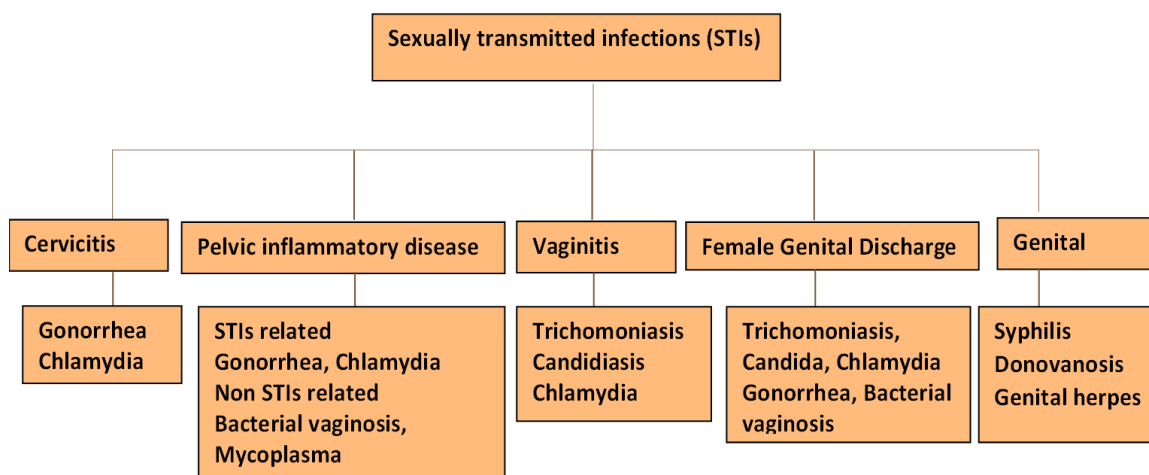 Sexually transmitted infections (STIs)
Cervicitis
Pelvic inflammatory disease
Vaginitis
Female Genital Discharge
Genital
Gonorrhea
Chlamydia
STIs related
Gonorrhea, Chlamydia
Non STIs related
Bacterial vaginosis,
Mycoplasma
Trichomoniasis
Candidiasis
Chlamydia
Trichomoniasis,
Candida, Chlamydia
Gonorrhea, Bacterial
vaginosis
Syphilis
Donovanosis
Genital herpes